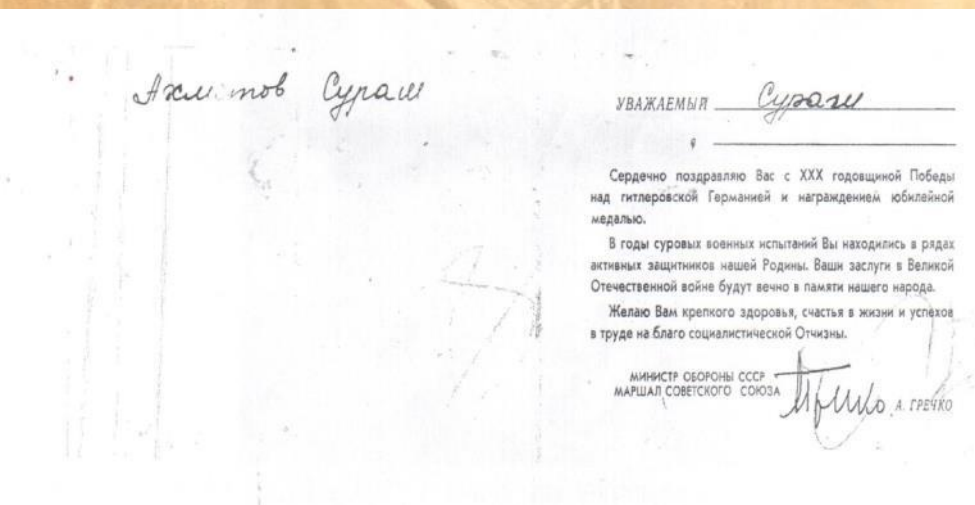 Сураш
УВАЖАЕМЫЙ Сураш
Сердечно поздравляю Вас с XXX годовщиной Победы
над гитлеровской Германией и награждением юбилейной
медалью.
В годы суровых военных испытаний Вы находились в рядах
активных защитников нашей Родины. Ваши заслуги в Великой
Отечественной войне будут вечно в памяти нашего народа.
Желаю Вам крепкого здоровья, счастья в жизни и успехов
в труде на благо социалистической Отчизны.
МИНИСТР ОБОРОНЫ СССР
МАРШАЛ СОВЕТСКОГО СОЮЗА
А. ГРЕЧКО